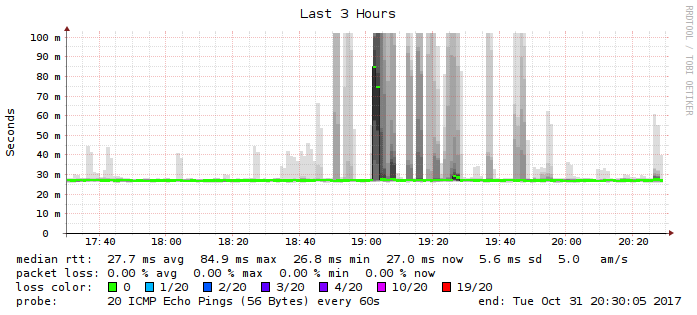 Last 3 Hours
RRDTOOL / TOBI OETIKER
Seconds
100 m
90 m
80 m
70 m
60 m
50 m
40 m
30 m
20 m
10 m
0
17:40 18:00 18:20 18:40 19:00 19:20 19:40 20:00 20:20
median rtt: 27.7 ms avg 84.9 ms max 26.8 ms min 27.0 ms now 5.6 ms sd 5.0 am/s
packet loss: 0.00 % avg 0.00 % max 0.00 % min 0.00 % now
loss color: 0 1/20 2/20 3/20 4/20 10/20 19/20
probe: 20 ICMP Echo Pings (56 Bytes) every 60s end: Tue Oct 31 20:30:05 2017